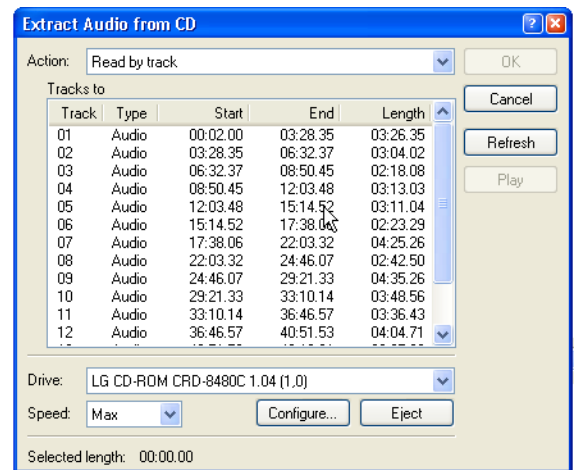 Extract Audio from CD
Action: Read by track OK
Tracks to
Cancel
Track Type Start End Length
01 Audio 00:02.00 03:28.35 03:26.35
02 Audio 03:28.35 06:32.37 03:04.02
03 Audio 06:32.37 08:50.45 02:18.08
04 Audio 08:50.45 12:03.48 03:13.03
05 Audio 12:03.48 15:14.52 03:11.04
06 Audio 15:14.52 17:38.06 02:23.29
07 Audio 17:38.06 22:03.32 04:25.26
08 Audio 22:03.32 24:46.07 02:42.50
09 Audio 24:46.07 29:21.33 04:35.26
10 Audio 29:21.33 33:10.14 03:48.56
11 Audio 33:10.14 36:46.57 03:36.43
12 Audio 36:46.57 40:51.53 04:04.71
Refresh
Play
Drive: LG CD-ROM CRD-8480C 1.04 (1,0)
Speed: Max Configure... Eject
Selected length: 00:00.00